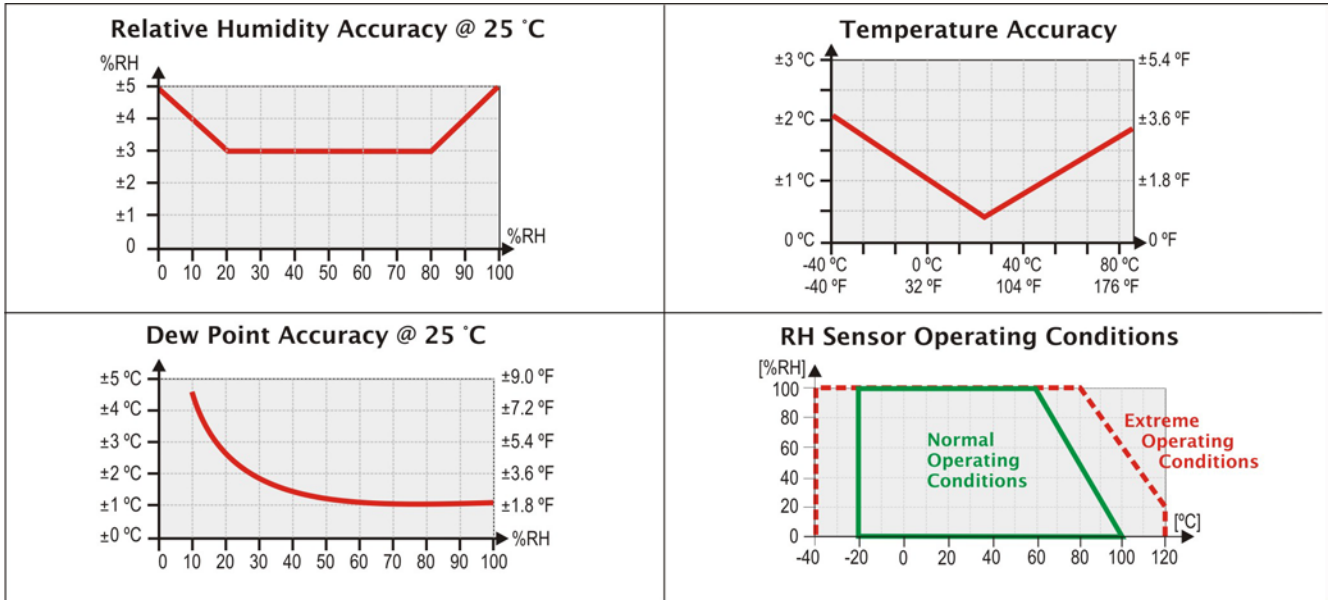 Relative Humidity Accuracy @ 25 °C
%RH
±5
±4
±3
±2
±1
0
%RH
0 10 20 30 40 50 60 70 80 90 100
Temperature Accuracy
±3 ºC ±5.4 ºF
±2 ºC ±3.6 ºF
±1 ºC ±1.8 ºF
0 ºC 0 ºF
-40 ºC 0 ºC 40 ºC 80 ºC
-40 ºF 32 ºF 104 ºF 176 ºF
Dew Point Accuracy @ 25 °C
±5 ºC ±9.0 ºF
±4 ºC ±7.2 ºF
±3 ºC ±5.4 ºF
±2 ºC ±3.6 ºF
±1 ºC ±1.8 ºF
±0 ºC %RH
0 10 20 30 40 50 60 70 80 90 100
RH Sensor Operating Conditions
[%RH]
100
80
60
40
20
0
Normal
Operating
Conditions
Extreme
Operating
Conditions
[ºC]
-40 -20 0 20 40 60 80 100 120